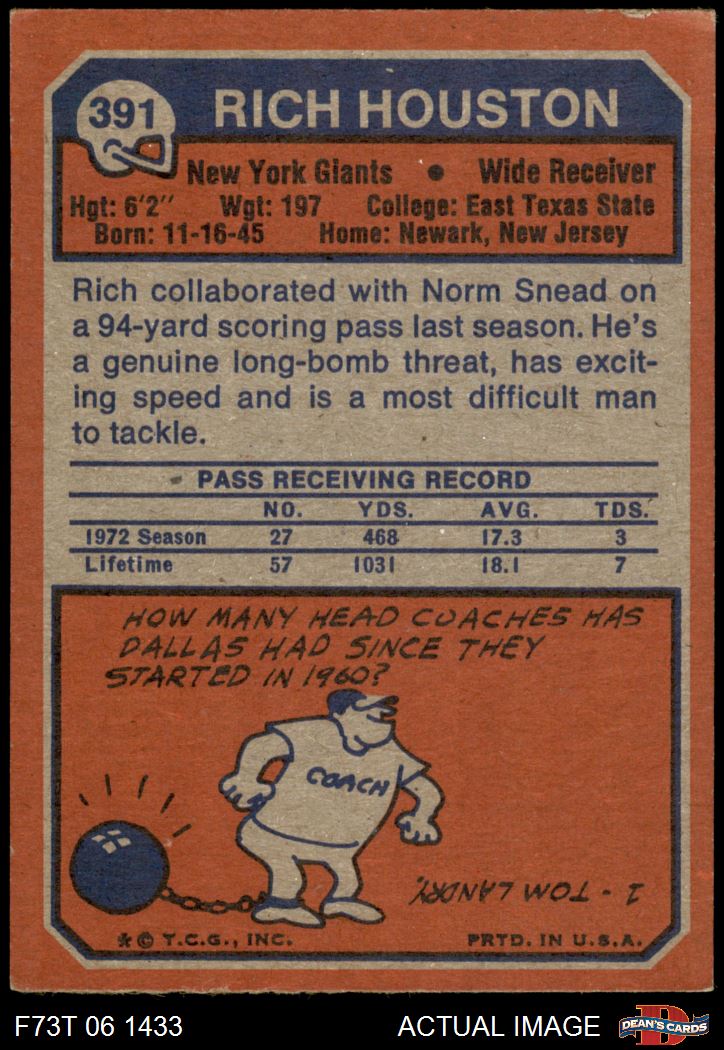 391
RICH HOUSTON
New York Giants • Wide Receiver
Hgt: 6'2" Wgt: 197 College: East Texas State
Born: 11-16-45 Home: Newark, New Jersey
Rich collaborated with Norm Snead on
a 94-yard scoring pass last season. He's
a genuine long-bomb threat, has excit-
ing speed and is a most difficult man
to tackle.
PASS RECEIVING RECORD
NO. YDS. AVG. TDS.
1972 Season 27 468 17.3 3
Lifetime 57 1031 18.1 7
HOW MANY HEAD COACHES HAS
DALLAS HAD SINCE THEY
STARTED IN 1960?
COACH
1 - TOM LANDRY.
* © T.C.G., INC. PRTD. IN U.S.A.
F73T 06 1433 ACTUAL IMAGE
D
DEAN'S CARDS